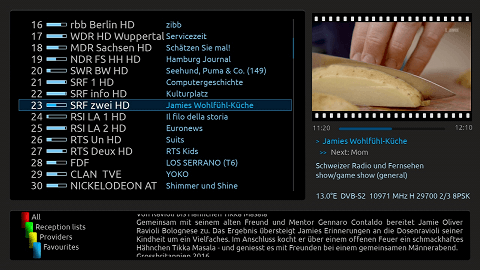 16 rbb Berlin HD zibb
17 WDR HD Wuppertal Servicezeit
18 MDR Sachsen HD Schätzen Sie mal!
19 NDR FS HH HD Hamburg Journal
20 SWR BW HD Seehund, Puma & Co. (149)
21 SRF 1 HD Computergeschichte
22 SRF info HD Kulturplatz
23 SRF zwei HD Jamies Wohlfühl-Küche
24 RSI LA 1 HD Il filo della storia
25 RSI LA 2 HD Euronews
26 RTS Un HD Suits
27 RTS Deux HD RTS Kids
28 FDF LOS SERRANO (T6)
29 CLAN TVE YOKO
30 NICKELODEON AT Shimmer und Shine
11:20 12:10
> Jamies Wohlfühl-Küche
>> Next: Mom
Schweizer Radio und Fernsehen
show/game show (general)
13.0°E DVB-S2 10971 MHz H 29700 2/3 8PSK
All
Reception lists
Providers
Favourites
von Ravioli bis Hähnchen Tikka Masala
Gemeinsam mit seinem alten Freund und Mentor Gennaro Contaldo bereitet Jamie Oliver
Ravioli Bolognese zu. Das Ergebnis übersteigt Jamies Erinnerungen an die Dosenravioli seiner
Kindheit um ein Vielfaches. Im Anschluss kocht er über einem offenen Feuer ein schmackhaftes
Hähnchen Tikka Masala - und geniesst es mit Freunden bei einem gemeinsamen Männerabend.
Grossbritannien 2016